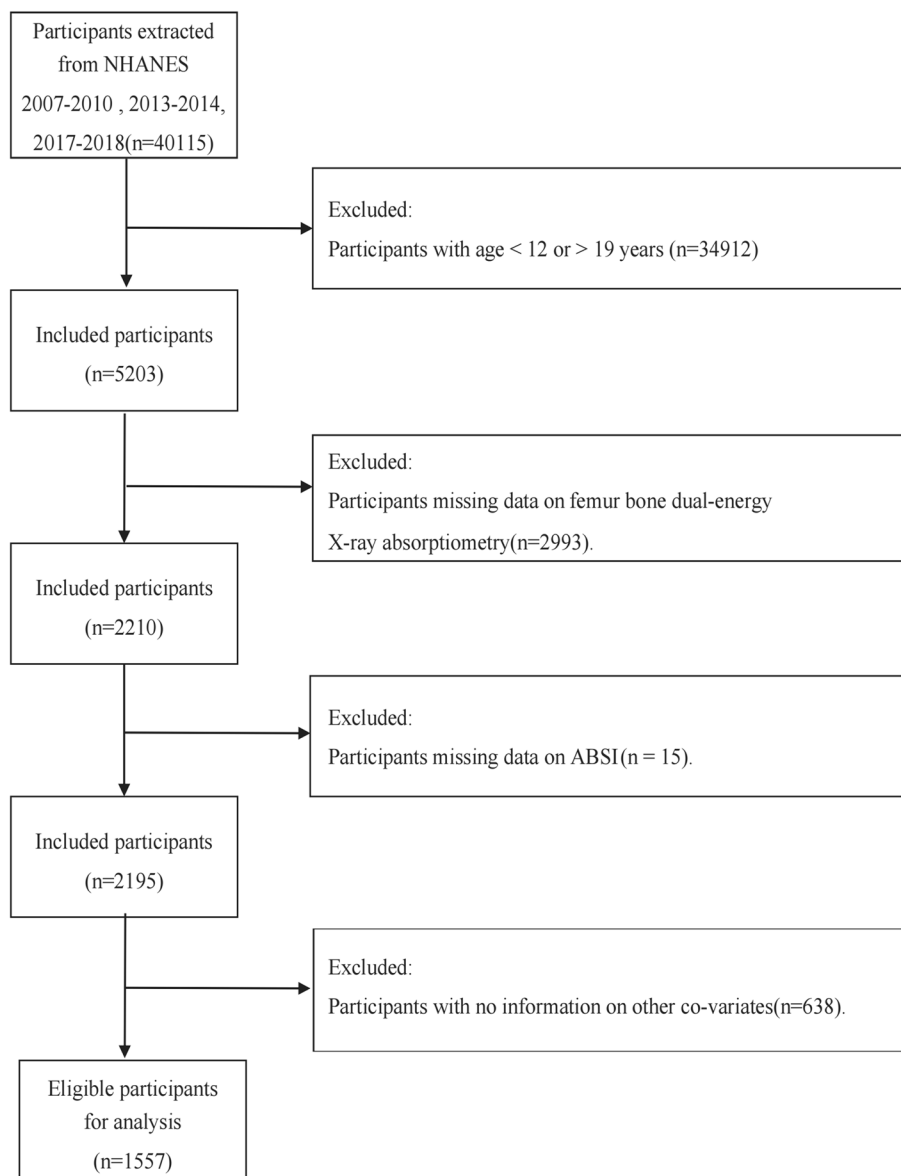 Participants extracted
from NHANES
2007-2010 , 2013-2014,
2017-2018(n=40115)
Excluded:
Participants with age < 12 or > 19 years (n=34912)
Included participants
(n=5203)
Excluded:
Participants missing data on femur bone dual-energy
X-ray absorptiometry(n=2993).
Included participants
(n=2210)
Excluded:
Participants missing data on ABSI(n = 15).
Included participants
(n=2195)
Excluded:
Participants with no information on other co-variates(n=638).
Eligible participants
for analysis
(n=1557)